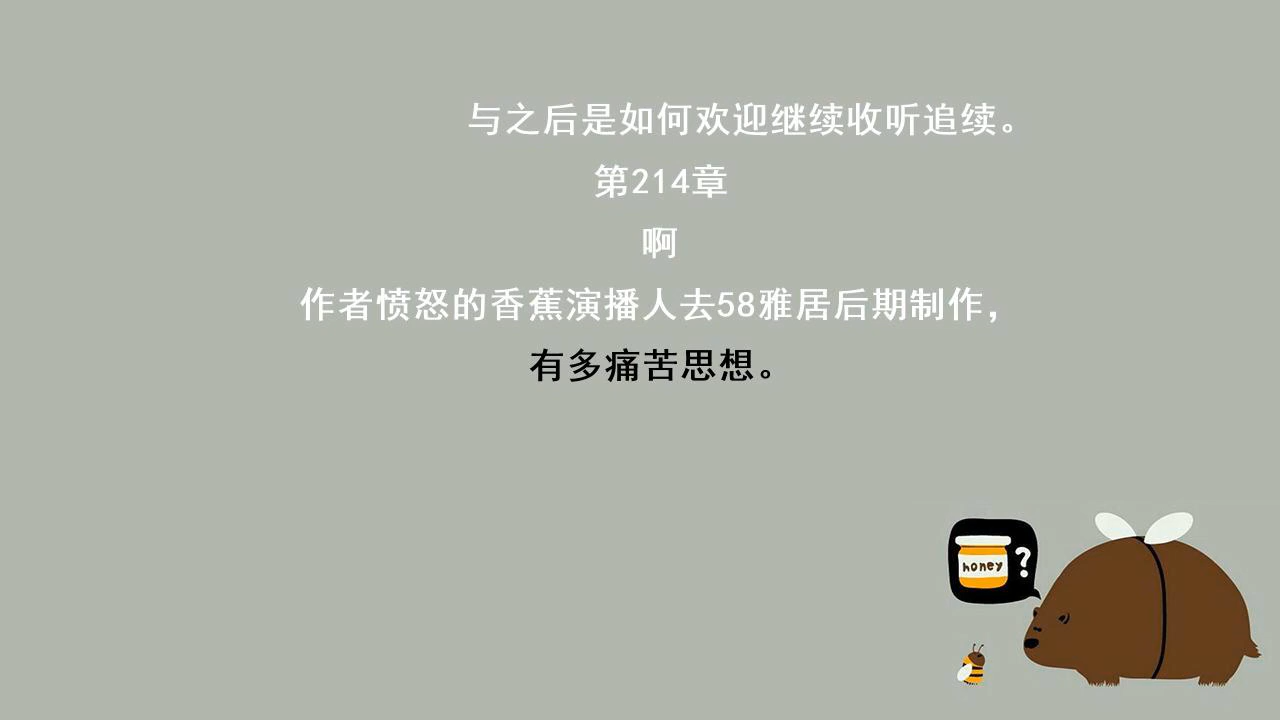 与之后是如何欢迎继续收听追续。
第214章
啊
作者愤怒的香蕉演播人去58雅居后期制作，
有多痛苦思想。
honey
?